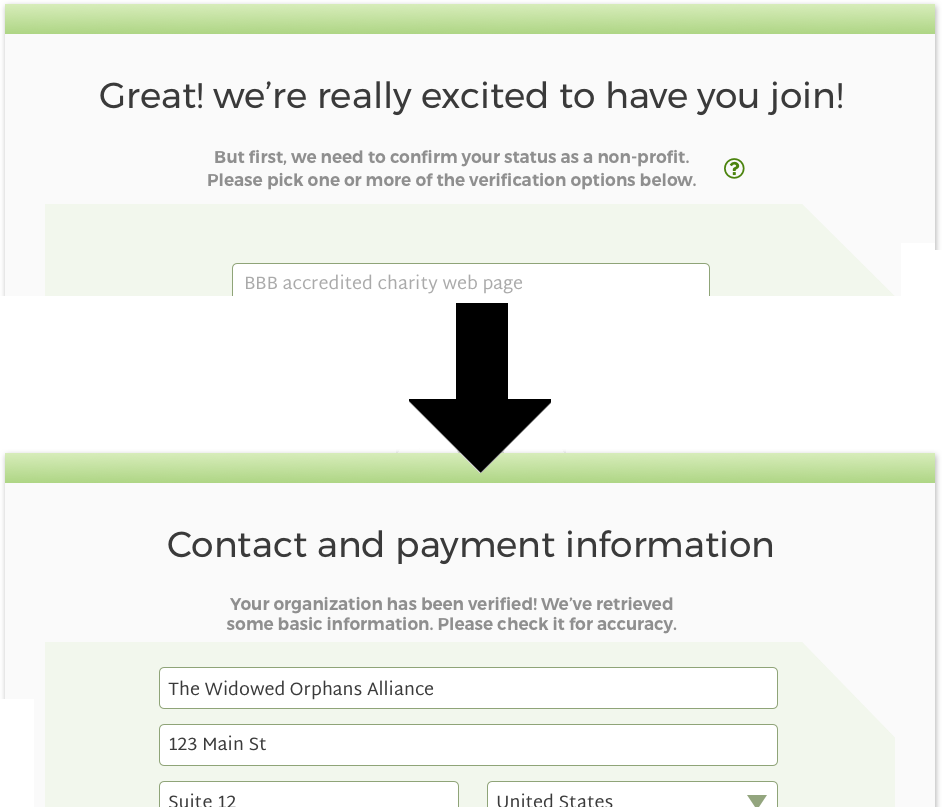 Great! we’re really excited to have you join!
But first, we need to confirm your status as a non-profit.
Please pick one or more of the verification options below.
?
BBB accredited charity web page
Contact and payment information
Your organization has been verified! We’ve retrieved
some basic information. Please check it for accuracy.
The Widowed Orphans Alliance
123 Main St
Suite 12 United States